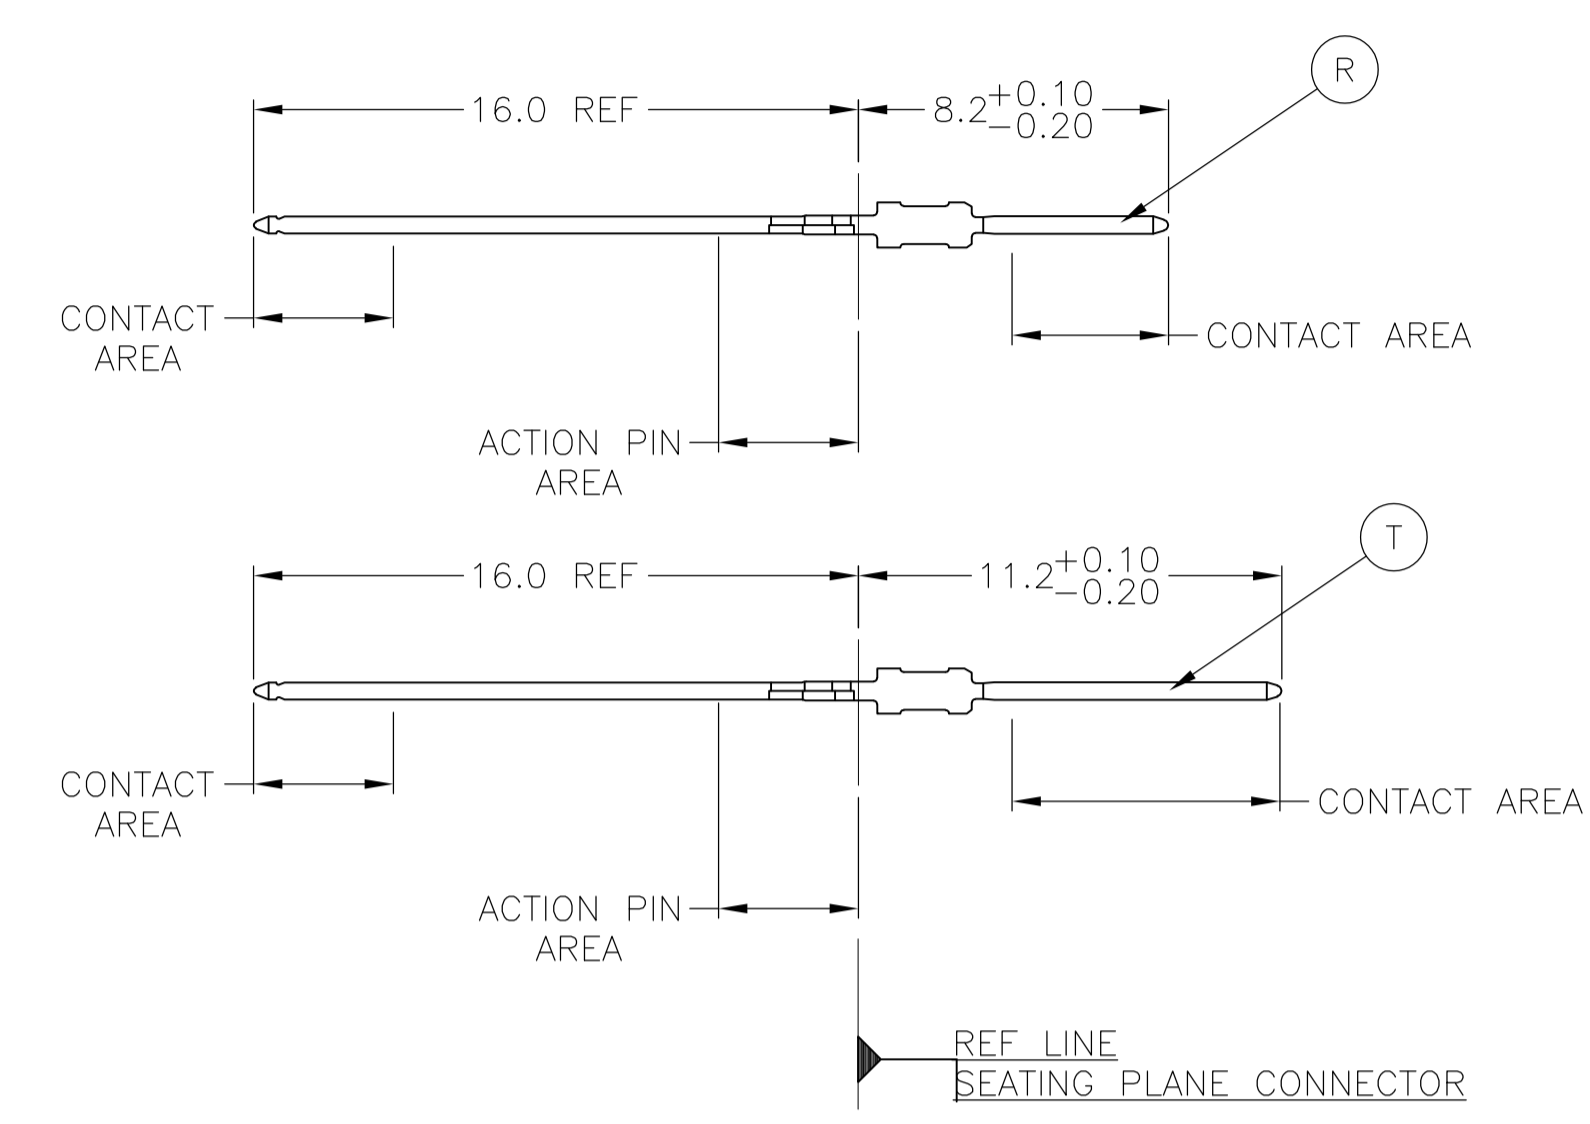 R
16.0 REF
8.2 +0.10
-0.20
CONTACT
AREA
CONTACT AREA
ACTION PIN
AREA
T
16.0 REF
11.2 +0.10
-0.20
CONTACT
AREA
CONTACT AREA
ACTION PIN
AREA
REF LINE
SEATING PLANE CONNECTOR